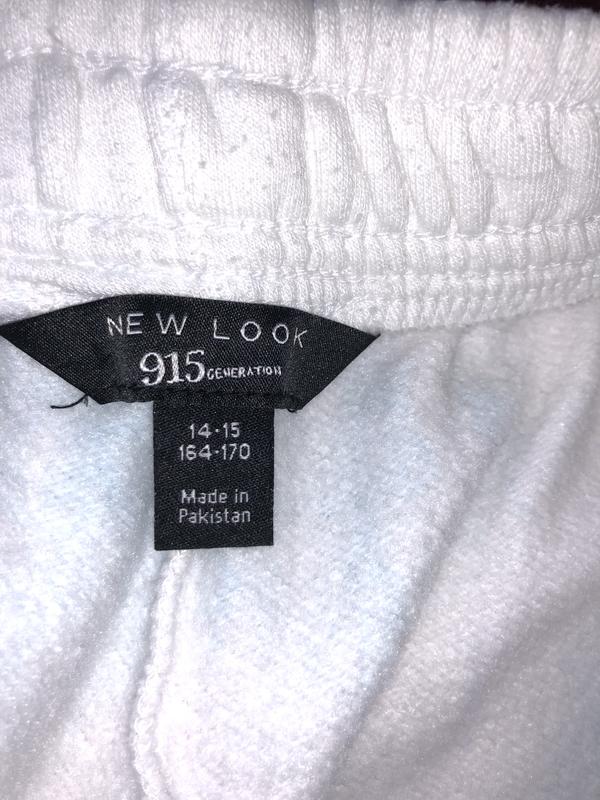 NEW LOOK
915 GENERATION
14-15
164-170
Made in
Pakistan